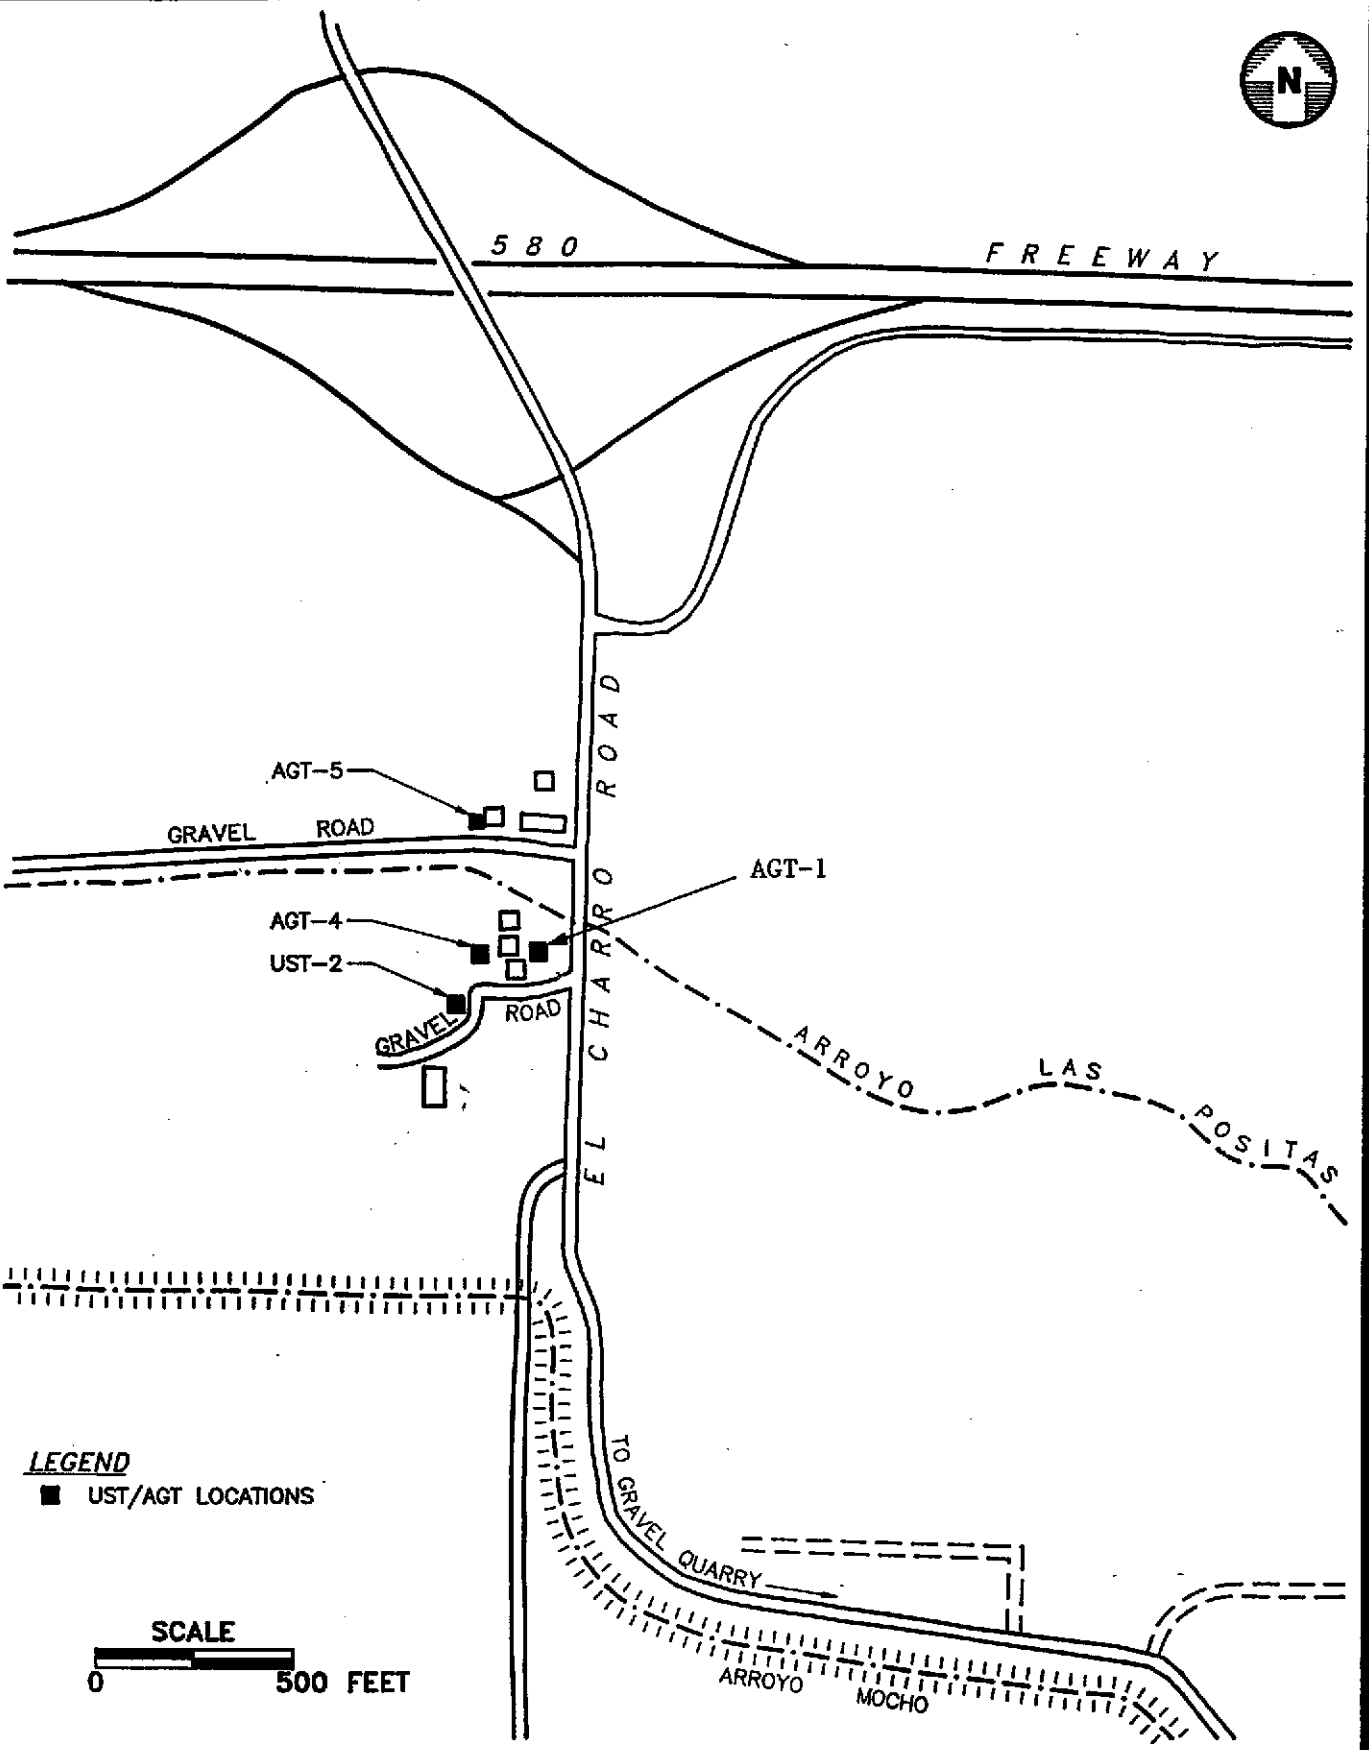 N
580 FREEWAY
EL CHARRO ROAD
AGT-5
GRAVEL ROAD
AGT-1
AGT-4
UST-2
GRAVEL ROAD
ARROYO LAS POSITAS
LEGEND
UST/AGT LOCATIONS
TO GRAVEL QUARRY
SCALE
0 500 FEET
ARROYO MOCHO